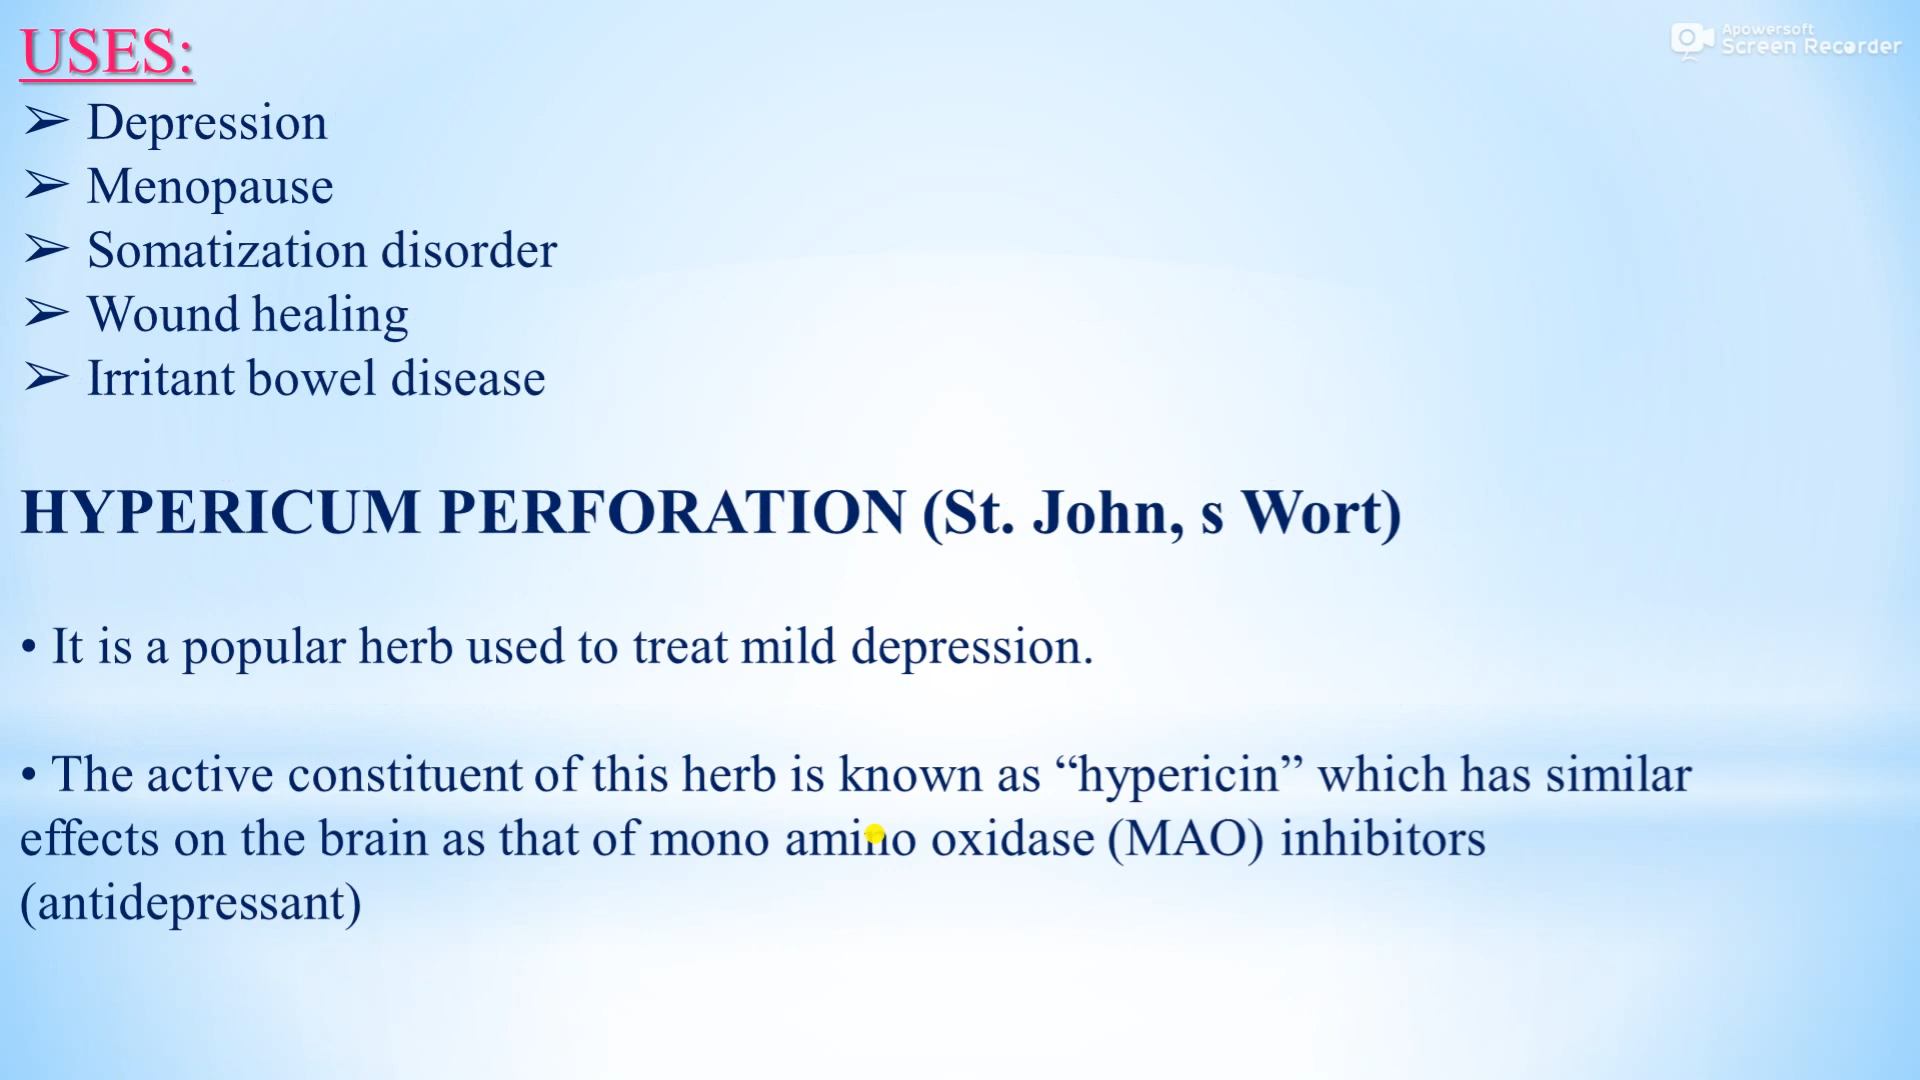 USES:
Apowersoft
Screen Recorder
➢ Depression
➢ Menopause
➢ Somatization disorder
➢ Wound healing
➢ Irritant bowel disease
HYPERICUM PERFORATION (St. John, s Wort)
• It is a popular herb used to treat mild depression.
• The active constituent of this herb is known as “hypericin” which has similar
effects on the brain as that of mono amino oxidase (MAO) inhibitors
(antidepressant)